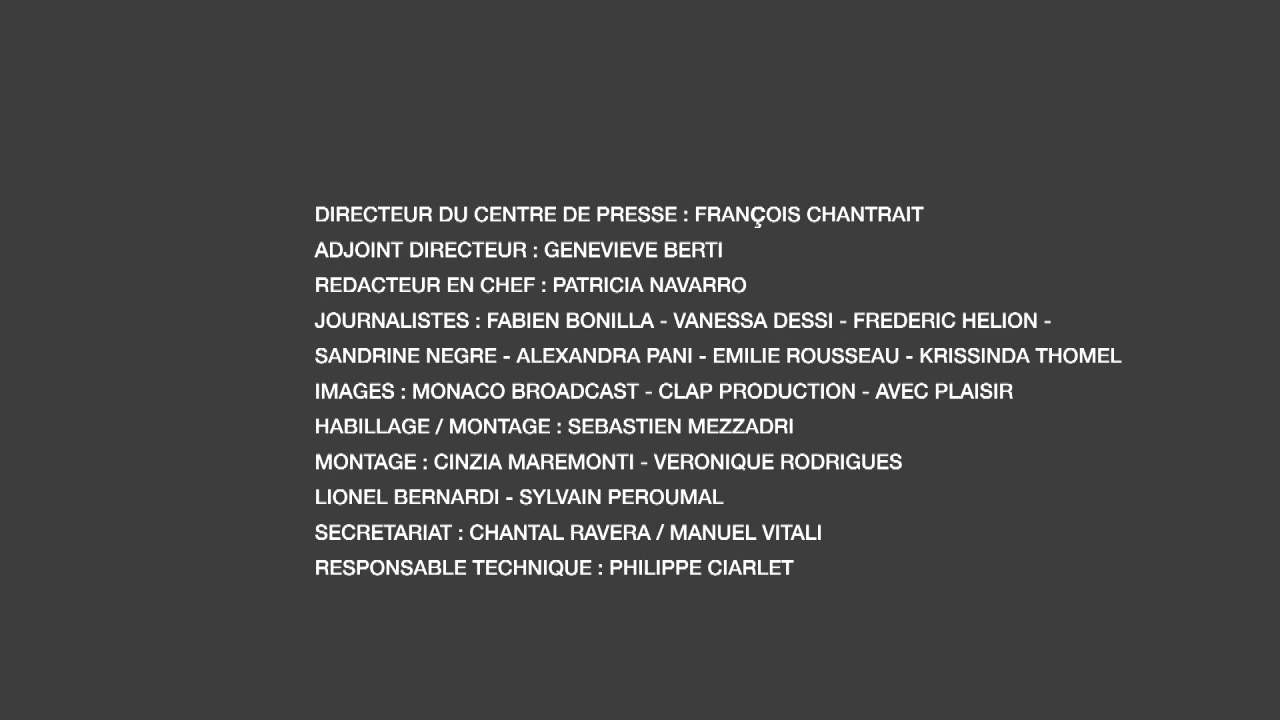 DIRECTEUR DU CENTRE DE PRESSE : FRANÇOIS CHANTRAIT
ADJOINT DIRECTEUR : GENEVIEVE BERTI
REDACTEUR EN CHEF : PATRICIA NAVARRO
JOURNALISTES : FABIEN BONILLA - VANESSA DESSI - FREDERIC HELION -
SANDRINE NEGRE - ALEXANDRA PANI - EMILIE ROUSSEAU - KRISSINDA THOMEL
IMAGES : MONACO BROADCAST - CLAP PRODUCTION - AVEC PLAISIR
HABILLAGE / MONTAGE : SEBASTIEN MEZZADRI
MONTAGE : CINZIA MAREMONTI - VERONIQUE RODRIGUES
LIONEL BERNARDI - SYLVAIN PEROUMAL
SECRETARIAT : CHANTAL RAVERA / MANUEL VITALI
RESPONSABLE TECHNIQUE : PHILIPPE CIARLET